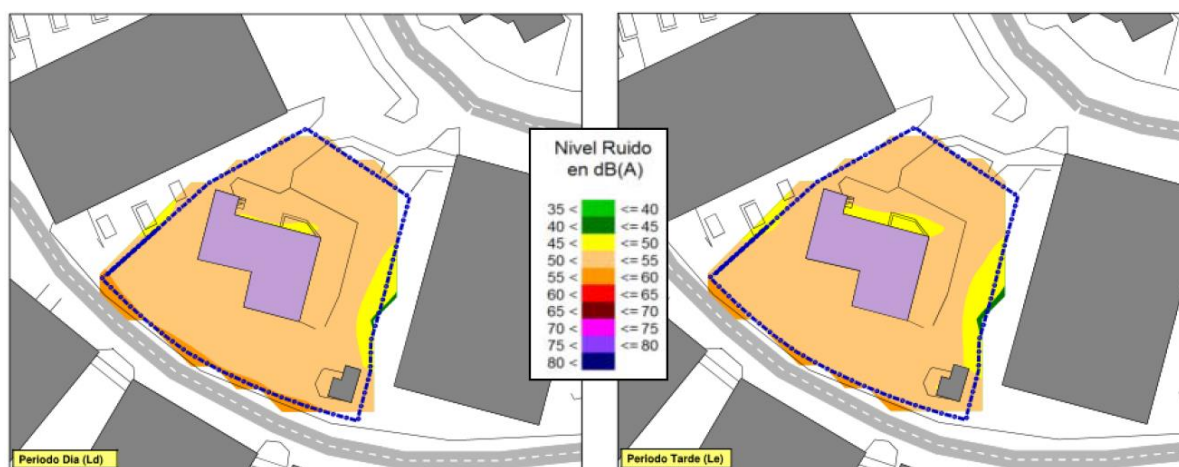 Nivel Ruido
en dB(A)
35 < <= 40
40 < <= 45
45 < <= 50
50 < <= 55
55 < <= 60
60 < <= 65
65 < <= 70
70 < <= 75
75 < <= 80
80 <
Periodo Dia (Ld)
Periodo Tarde (Le)